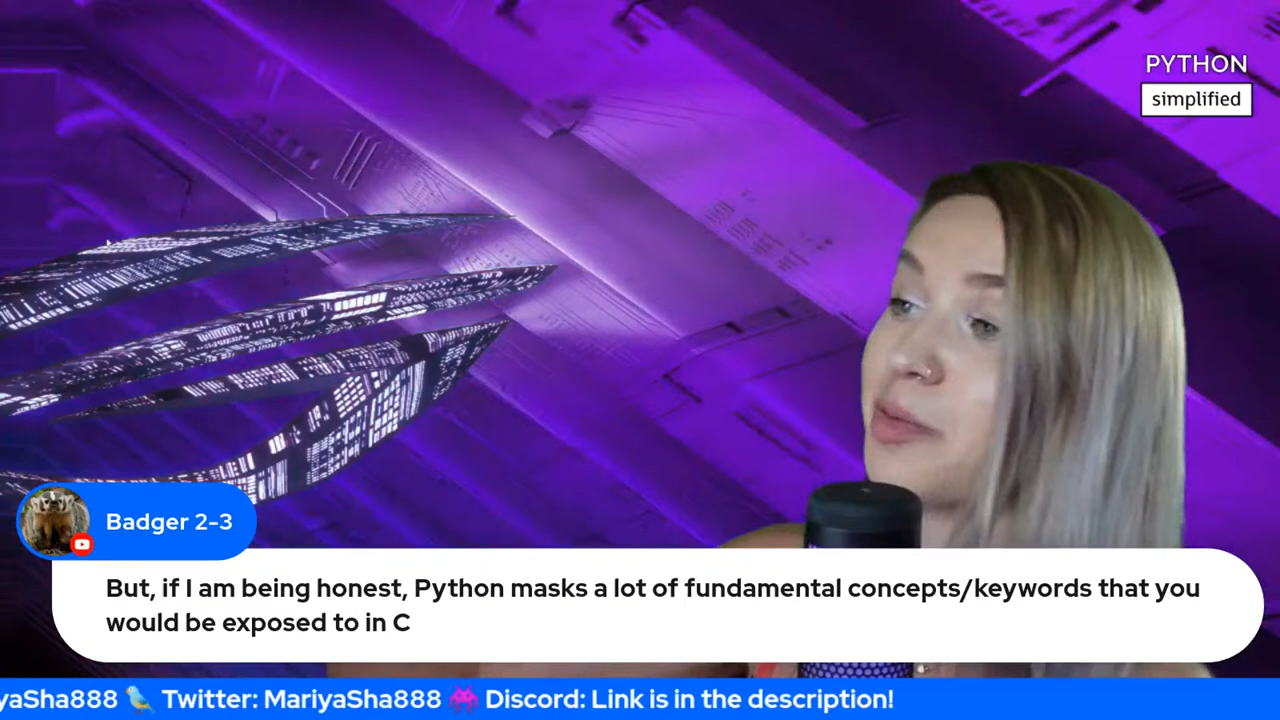 PYTHON
simplified
Badger 2-3
But, if I am being honest, Python masks a lot of fundamental concepts/keywords that you
would be exposed to in C
yaSha888 🐦 Twitter: MariyaSha888 👾 Discord: Link is in the description!